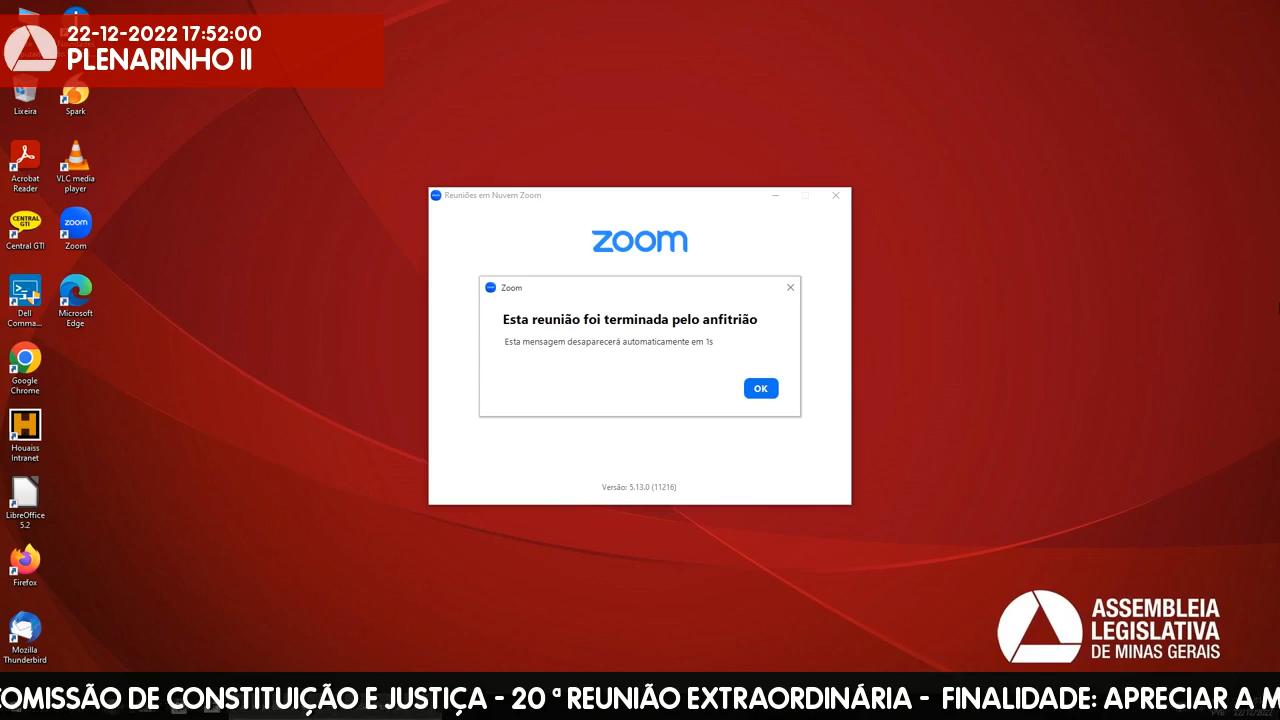 22-12-2022 17:52:00
PLENARINHO II
Lixeira
Spark
Acrobat
Reader
VLC media
player
CENTRAL
GTI
Central GTI
zoom
Zoom
Dell
Comma...
Microsoft
Edge
Google
Chrome
Houaiss
Intranet
LibreOffice
5.2
Firefox
Mozilla
Thunderbird
Reuniões em Nuvem Zoom
zoom
Zoom
Esta reunião foi terminada pelo anfitrião
Esta mensagem desaparecerá automaticamente em 1s
OK
Versão: 5.13.0 (11216)
ASSEMBLEIA
LEGISLATIVA
DE MINAS GERAIS
COMISSÃO DE CONSTITUIÇÃO E JUSTIÇA - 20 ª REUNIÃO EXTRAORDINÁRIA - FINALIDADE: APRECIAR A M